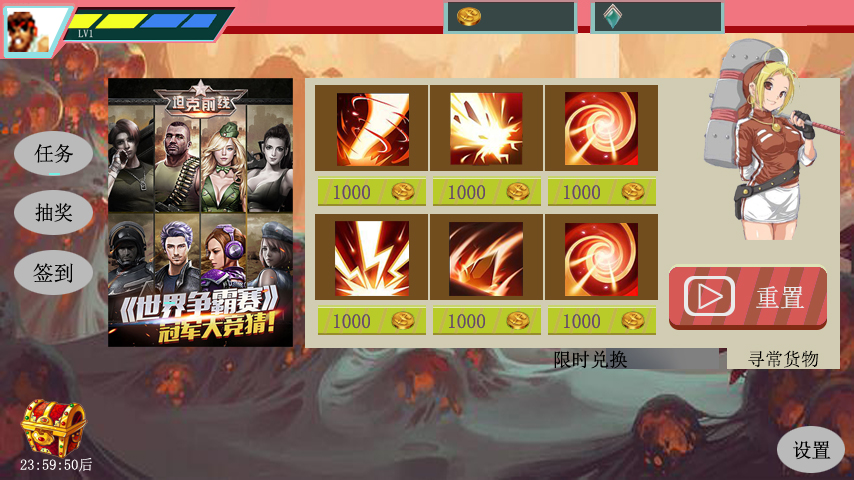 LV1
任务
抽奖
签到
坦克前线
《世界争霸赛》
冠军大竞猜!
1000
1000
1000
1000
1000
1000
重置
限时兑换
寻常货物
23:59:50后
设置